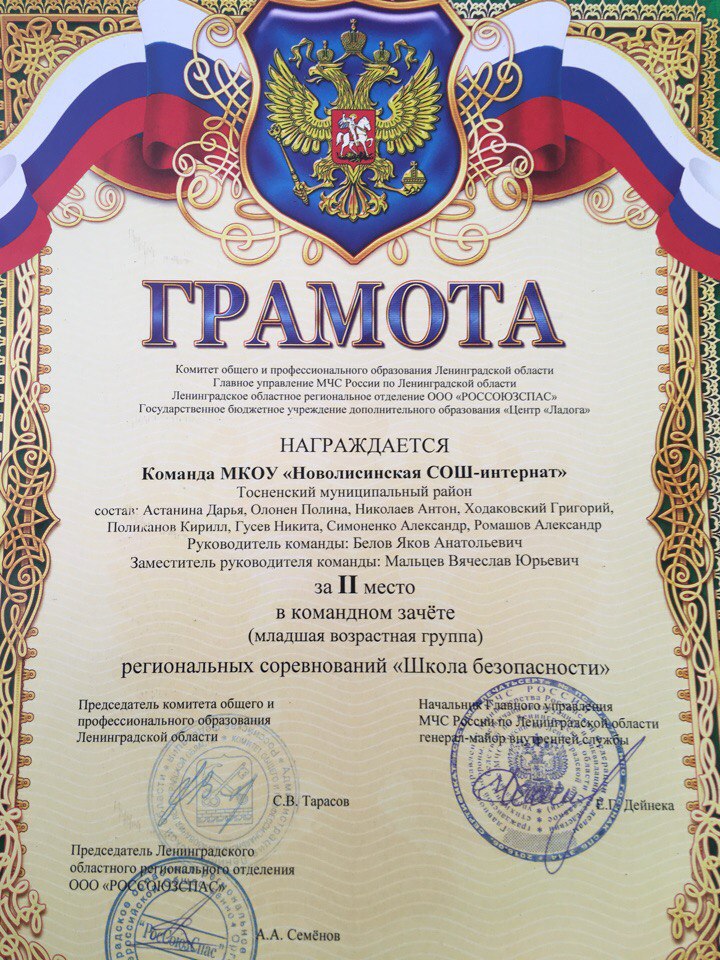 ГРАМОТА
Комитет общего и профессионального образования Ленинградской области
Главное управление МЧС России по Ленинградской области
Ленинградское областное региональное отделение ООО «РОССОЮЗСПАС»
Государственное бюджетное учреждение дополнительного образования «Центр «Ладога»
НАГРАЖДАЕТСЯ
Команда МКОУ «Новолисинская СОШ-интернат»
Тосненский муниципальный район
состав: Астанина Дарья, Олонен Полина, Николаев Антон, Ходаковский Григорий,
Поликанов Кирилл, Гусев Никита, Симоненко Александр, Ромашов Александр
Руководитель команды: Белов Яков Анатольевич
Заместитель руководителя команды: Мальцев Вячеслав Юрьевич
за II место
в командном зачёте
(младшая возрастная группа)
региональных соревнований «Школа безопасности»
Председатель комитета общего и
профессионального образования
Ленинградской области
С.В. Тарасов
Начальник Главного управления
МЧС России по Ленинградской области
генерал-майор внутренней службы
Е.П. Дейнека
Председатель Ленинградского
областного регионального отделения
ООО «РОССОЮЗСПАС»
А.А. Семёнов
"РосСоюзСпас"